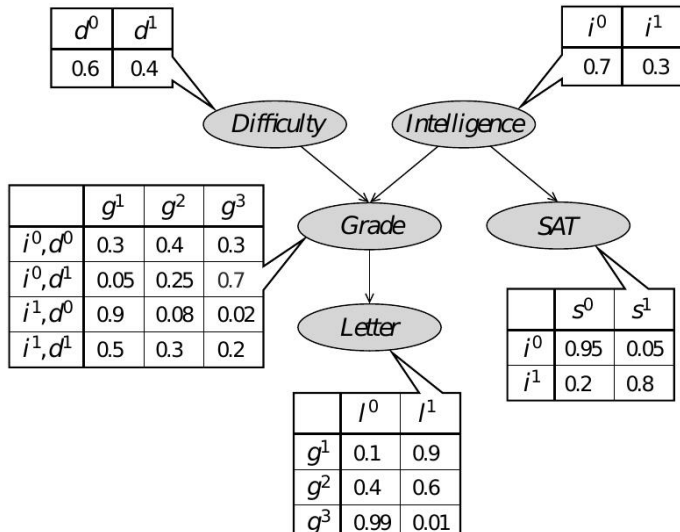 d⁰ d¹
0.6 0.4
i⁰ i¹
0.7 0.3
Difficulty
Intelligence
g¹ g² g³
i⁰,d⁰ 0.3 0.4 0.3
i⁰,d¹ 0.05 0.25 0.7
i¹,d⁰ 0.9 0.08 0.02
i¹,d¹ 0.5 0.3 0.2
Grade
SAT
Letter
s⁰ s¹
i⁰ 0.95 0.05
i¹ 0.2 0.8
l⁰ l¹
g¹ 0.1 0.9
g² 0.4 0.6
g³ 0.99 0.01